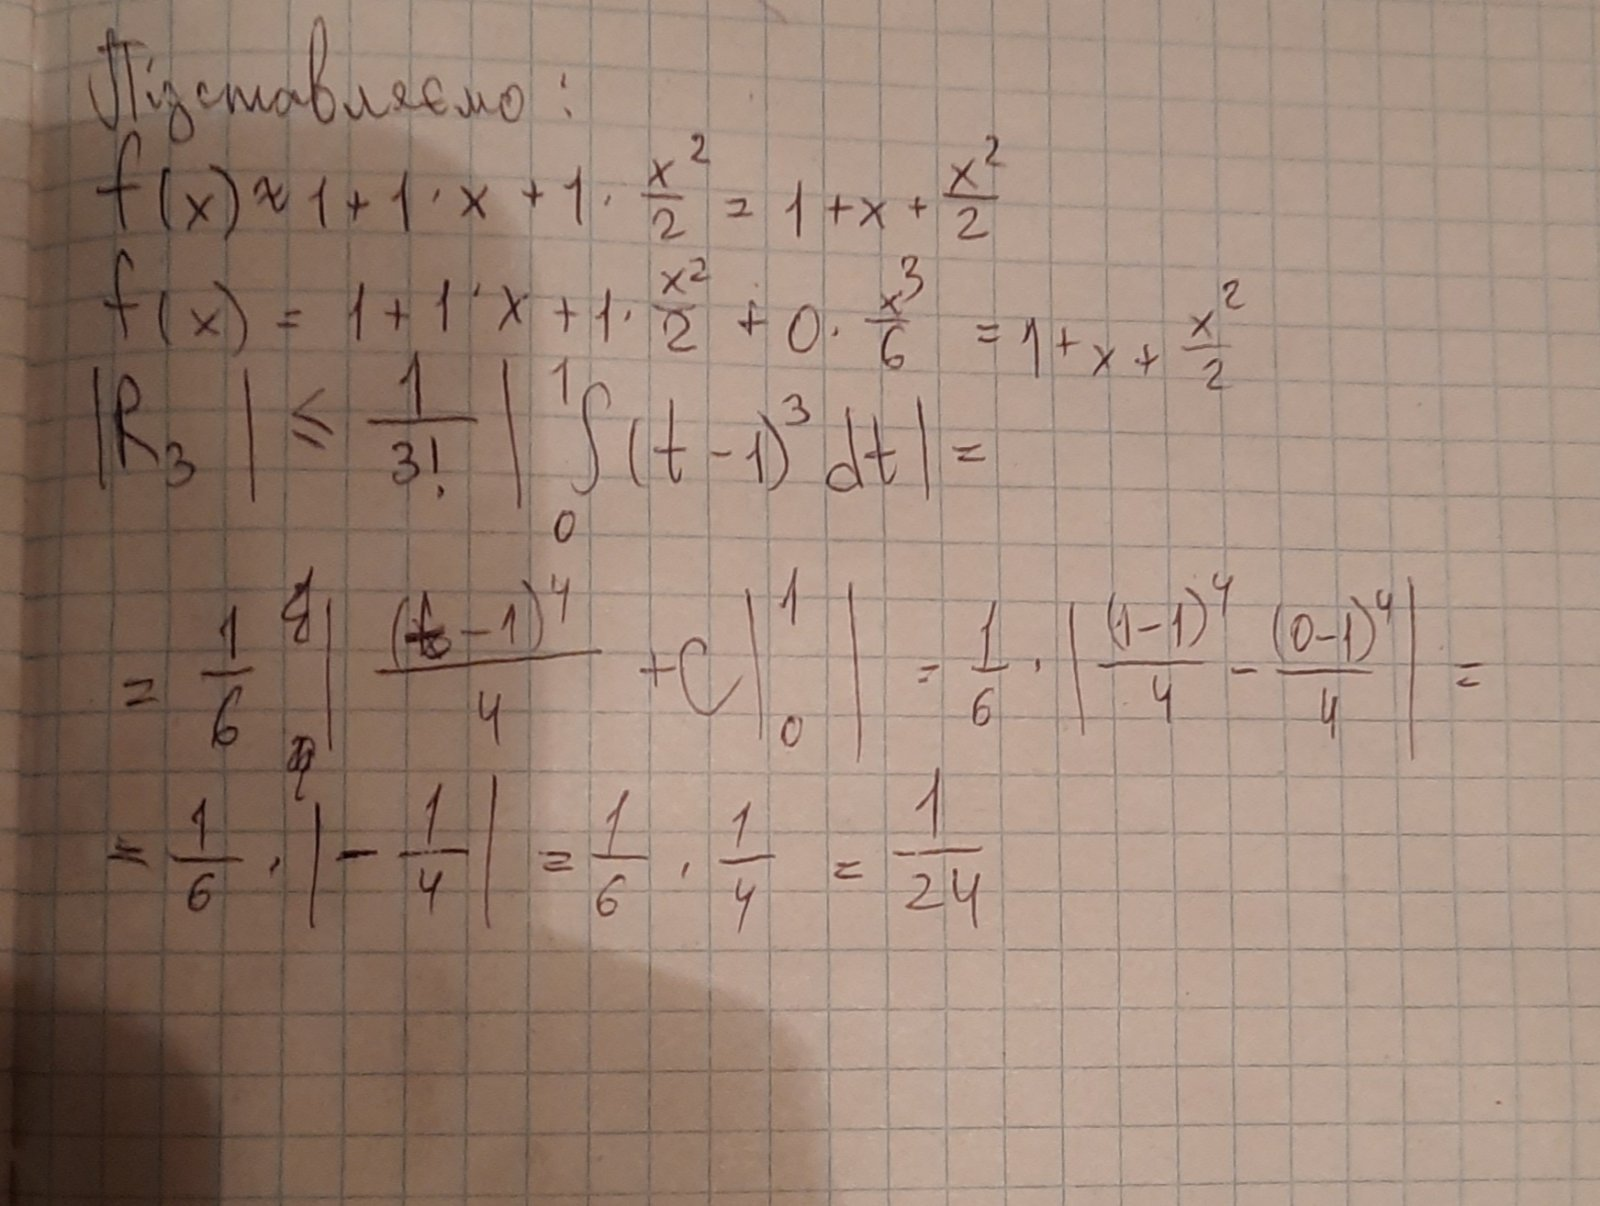 Підставляємо:
f(x) ≈ 1 + 1 · x + 1 · x²/2 = 1 + x + x²/2
f(x) = 1 + 1 · x + 1 · x²/2 + 0 · x³/6 = 1 + x + x²/2
|R₃| ≤ 1/3! | ∫₀¹ (t - 1)³ dt | =
= 1/6 | (t - 1)⁴/4 + C |₀¹ | = 1/6 · | (1-1)⁴/4 - (0-1)⁴/4 | =
= 1/6 · | - 1/4 | = 1/6 · 1/4 = 1/24